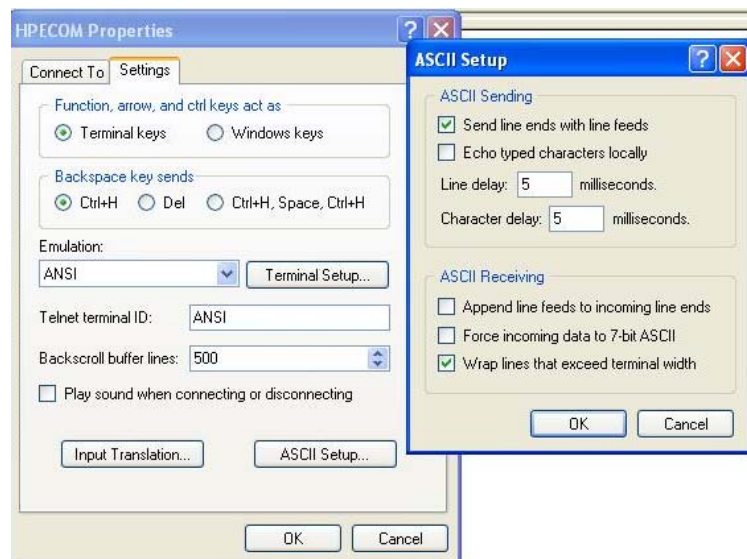 HPECOM Properties
Connect To
Settings
Function, arrow, and ctrl keys act as
Terminal keys
Windows keys
Backspace key sends
Ctrl+H
Del
Ctrl+H, Space, Ctrl+H
Emulation:
ANSI
Terminal Setup...
Telnet terminal ID:
ANSI
Backscroll buffer lines:
500
Play sound when connecting or disconnecting
Input Translation...
ASCII Setup...
OK
Cancel
ASCII Setup
ASCII Sending
Send line ends with line feeds
Echo typed characters locally
Line delay: 5 milliseconds.
Character delay: 5 milliseconds.
ASCII Receiving
Append line feeds to incoming line ends
Force incoming data to 7-bit ASCII
Wrap lines that exceed terminal width
OK
Cancel